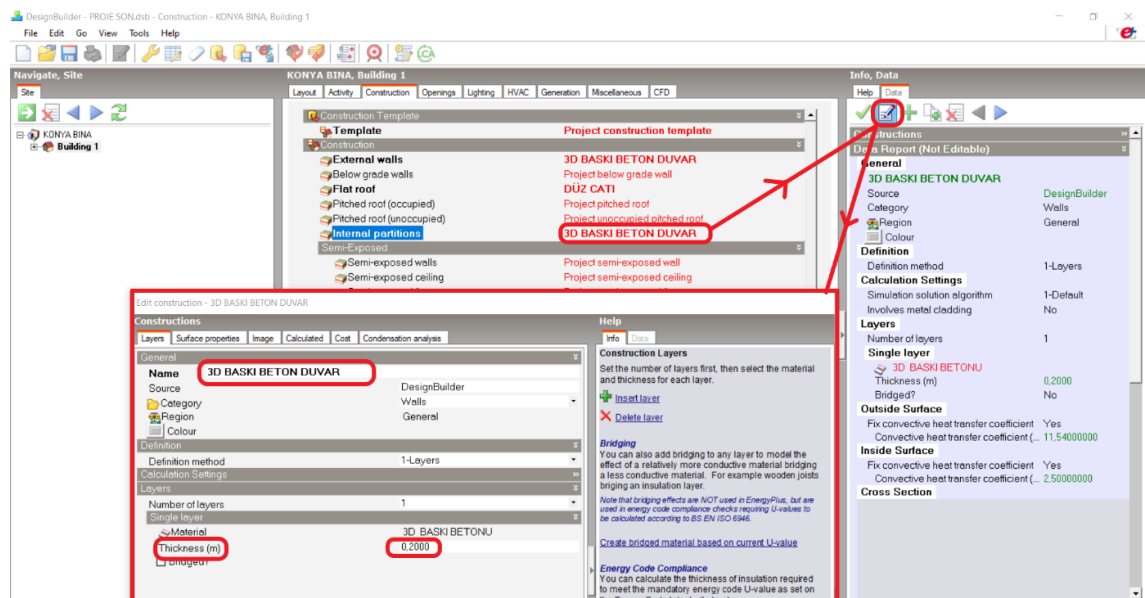 DesignBuilder - PROJE SON.dsb - Construction - KONYA BINA, Building 1
File Edit Go View Tools Help
Navigate, Site
Site
KONYA BINA
Building 1
KONYA BINA, Building 1
Layout Activity Construction Openings Lighting HVAC Generation Miscellaneous CFD
Construction Template
Template Project construction template
Construction
External walls 3D BASKI BETON DUVAR
Below grade walls Project below grade wall
Flat roof DÜZ CATI
Pitched roof (occupied) Project pitched roof
Pitched roof (unoccupied) Project unoccupied pitched roof
Internal partitions 3D BASKI BETON DUVAR
Semi-Exposed
Semi-exposed walls Project semi-exposed wall
Semi-exposed ceiling Project semi-exposed ceiling
Edit construction - 3D BASKI BETON DUVAR
Constructions
Layers Surface properties Image Calculated Cost Condensation analysis
General
Name 3D BASKI BETON DUVAR
Source DesignBuilder
Category Walls
Region General
Colour
Definition
Definition method 1-Layers
Calculation Settings
Layers
Number of layers 1
Single layer
Material 3D BASKI BETONU
Thickness (m) 0,2000
Bridged?
Help
Info Data
Construction Layers
Set the number of layers first, then select the material
and thickness for each layer.
Insert layer
Delete layer
Bridging
You can also add bridging to any layer to model the
effect of a relatively more conductive material bridging
a less conductive material. For example wooden joists
briging an insulation layer.
Note that bridging effects are NOT used in EnergyPlus, but are
used in energy code compliance checks requiring U-values to
be calculated according to BS EN ISO 6946.
Create bridged material based on current U-value
Energy Code Compliance
You can calculate the thickness of insulation required
to meet the mandatory energy code U-value as set on
Info, Data
Help Data
Constructions
Data Report (Not Editable)
General
3D BASKI BETON DUVAR
Source DesignBuilder
Category Walls
Region General
Colour
Definition
Definition method 1-Layers
Calculation Settings
Simulation solution algorithm 1-Default
Involves metal cladding No
Layers
Number of layers 1
Single layer
3D BASKI BETONU
Thickness (m) 0,2000
Bridged? No
Outside Surface
Fix convective heat transfer coefficient Yes
Convective heat transfer coefficient (... 11,54000000
Inside Surface
Fix convective heat transfer coefficient Yes
Convective heat transfer coefficient (... 2,50000000
Cross Section